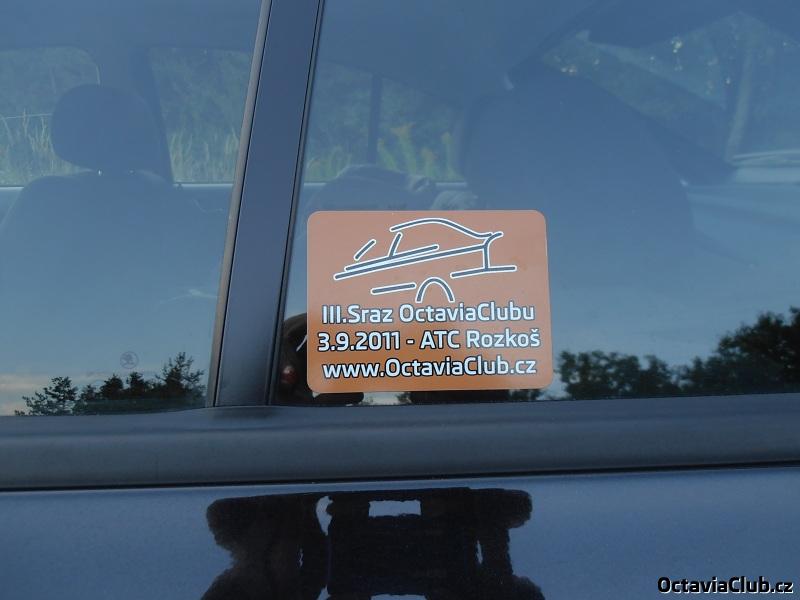 III.Sraz OctaviaClubu
3.9.2011 - ATC Rozkoš
www.OctaviaClub.cz
OctaviaClub.cz